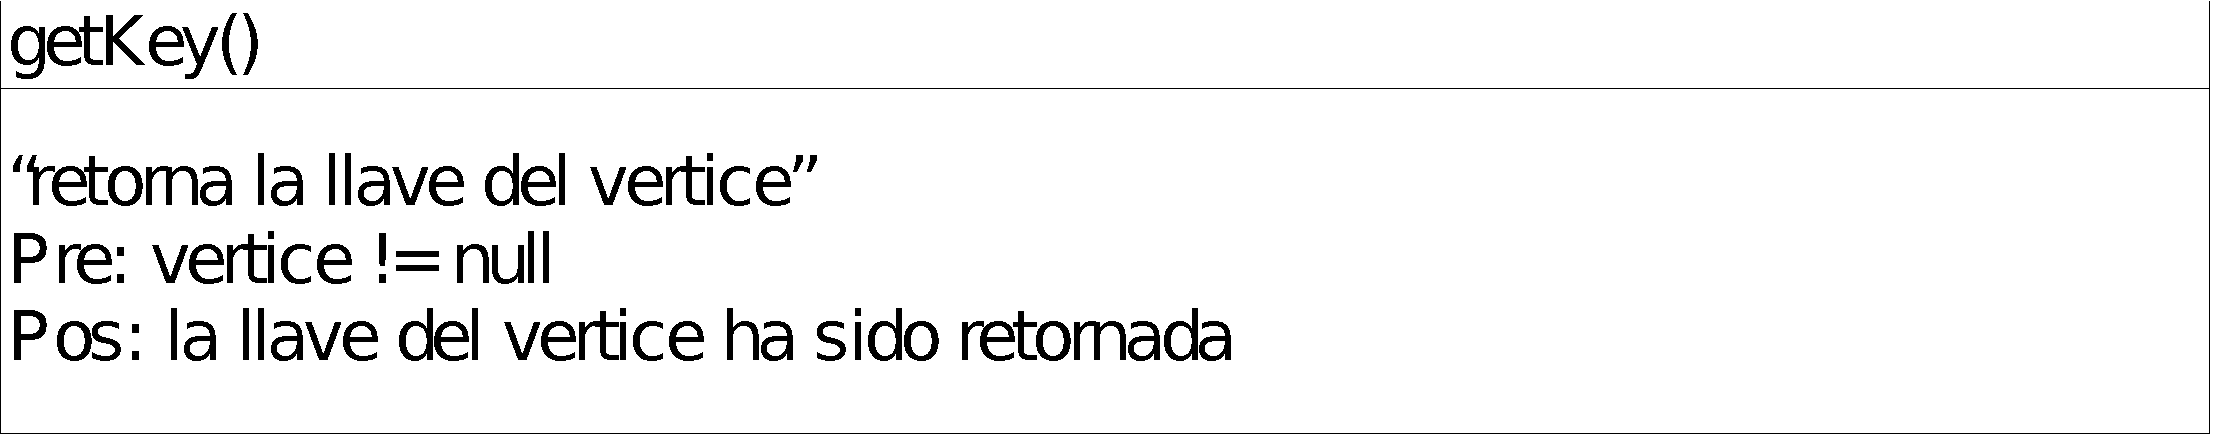 getKey()
“retorna la llave del vertice”
Pre: vertice != null
Pos: la llave del vertice ha sido retornada